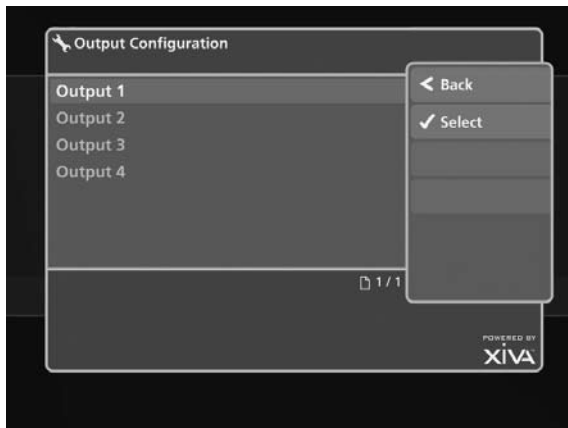 Output Configuration
Output 1
Output 2
Output 3
Output 4
Back
Select
1 / 1
POWERED BY
XiVA